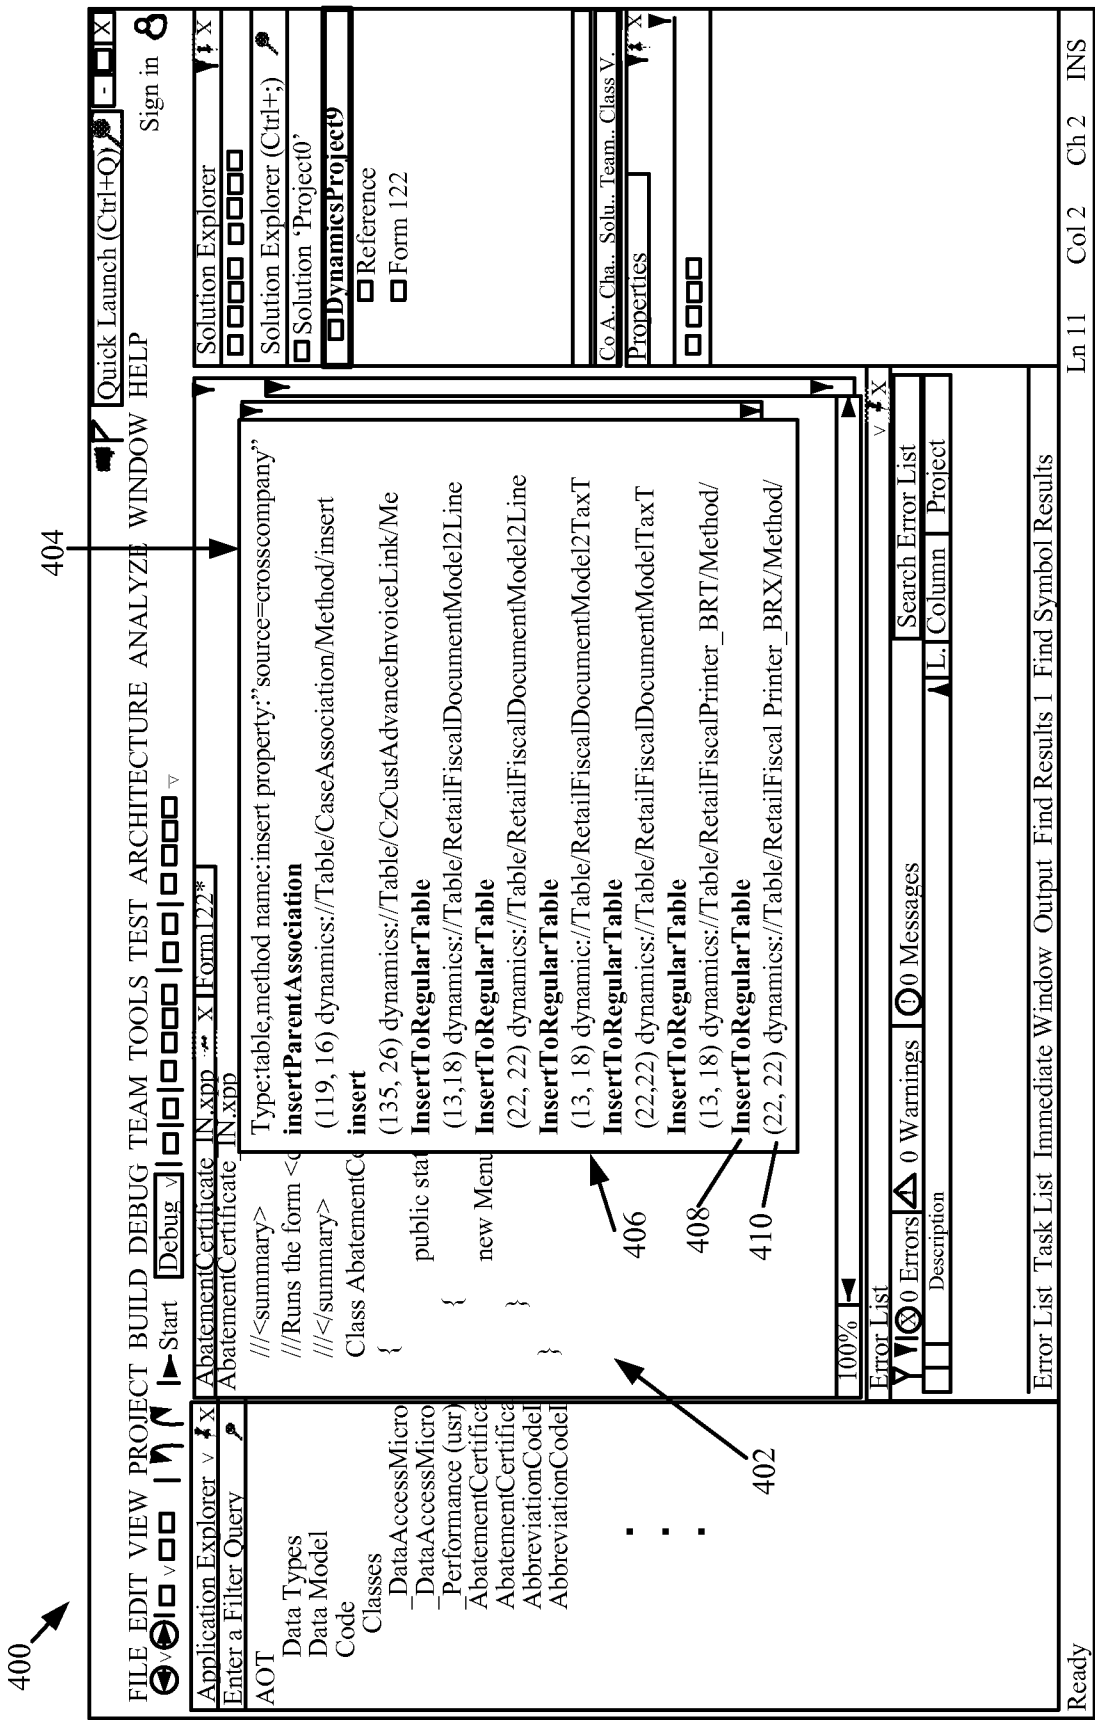 400
404
Quick Launch (Ctrl+Q)
- X
FILE EDIT VIEW PROJECT BUILD DEBUG TEAM TOOLS TEST ARCHITECTURE ANALYZE WINDOW HELP
Sign in
Start Debug v
Application Explorer v X
Enter a Filter Query
AOT
Data Types
Data Model
Code
Classes
_DataAccessMicro
_DataAccessMicro
_Performance (usr)
_AbatementCertifica
AbatementCertifica
AbbreviationCodeI
AbbreviationCodeI
AbatementCertificate_IN.xpp X Form122*
AbatementCertificate_IN.xpp
///<summary>
///Runs the form <c
///</summary>
Class AbatementCe
{
public stat
{
new Menu
}
}
Type:table,method name:insert property:"source=crosscompany"
insertParentAssociation
(119, 16) dynamics://Table/CaseAssociation/Method/insert
insert
(135, 26) dynamics://Table/CzCustAdvanceInvoiceLink/Me
InsertToRegularTable
(13,18) dynamics://Table/RetailFiscalDocumentModel2Line
InsertToRegularTable
(22, 22) dynamics://Table/RetailFiscalDocumentModel2Line
InsertToRegularTable
(13, 18) dynamic://Table/RetailFiscalDocumentModel2TaxT
InsertToRegularTable
(22,22) dynamics://Table/RetailFiscalDocumentModelTaxT
InsertToRegularTable
(13, 18) dynamics://Table/RetailFiscalPrinter_BRT/Method/
InsertToRegularTable
(22, 22) dynamics://Table/RetailFiscal Printer_BRX/Method/
406
408
410
402
100%
Solution Explorer X
Solution Explorer (Ctrl+;)
Solution ‘Project0’
DynamicsProject9
Reference
Form 122
Co A.. Cha.. Solu.. Team.. Class V.
Properties X
Error List v X
0 Errors 0 Warnings 0 Messages Search Error List
Description L. Column Project
Error List Task List Immediate Window Output Find Results 1 Find Symbol Results
Ready Ln 11 Col 2 Ch 2 INS